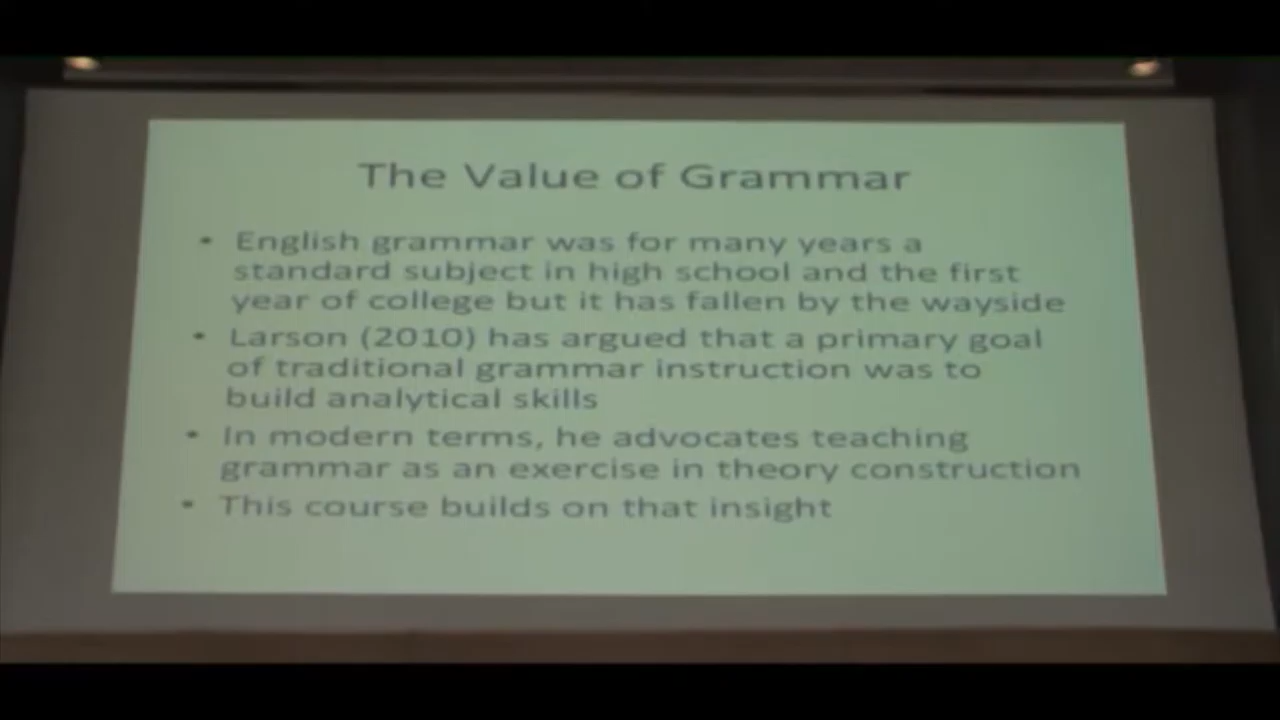 The Value of Grammar
• English grammar was for many years a
standard subject in high school and the first
year of college but it has fallen by the wayside
• Larson (2010) has argued that a primary goal
of traditional grammar instruction was to
build analytical skills
• In modern terms, he advocates teaching
grammar as an exercise in theory construction
• This course builds on that insight